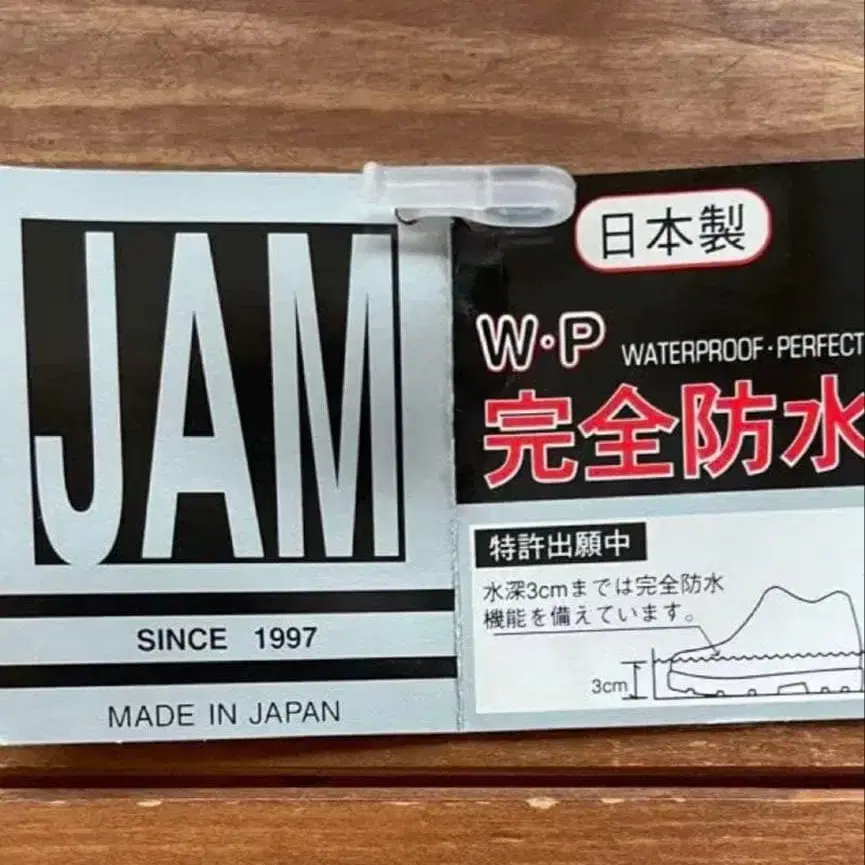 JAM
SINCE 1997
MADE IN JAPAN
日本製
W・P WATERPROOF・PERFECT
完全防水
特許出願中
水深3cmまでは完全防水
機能を備えています。
3cm